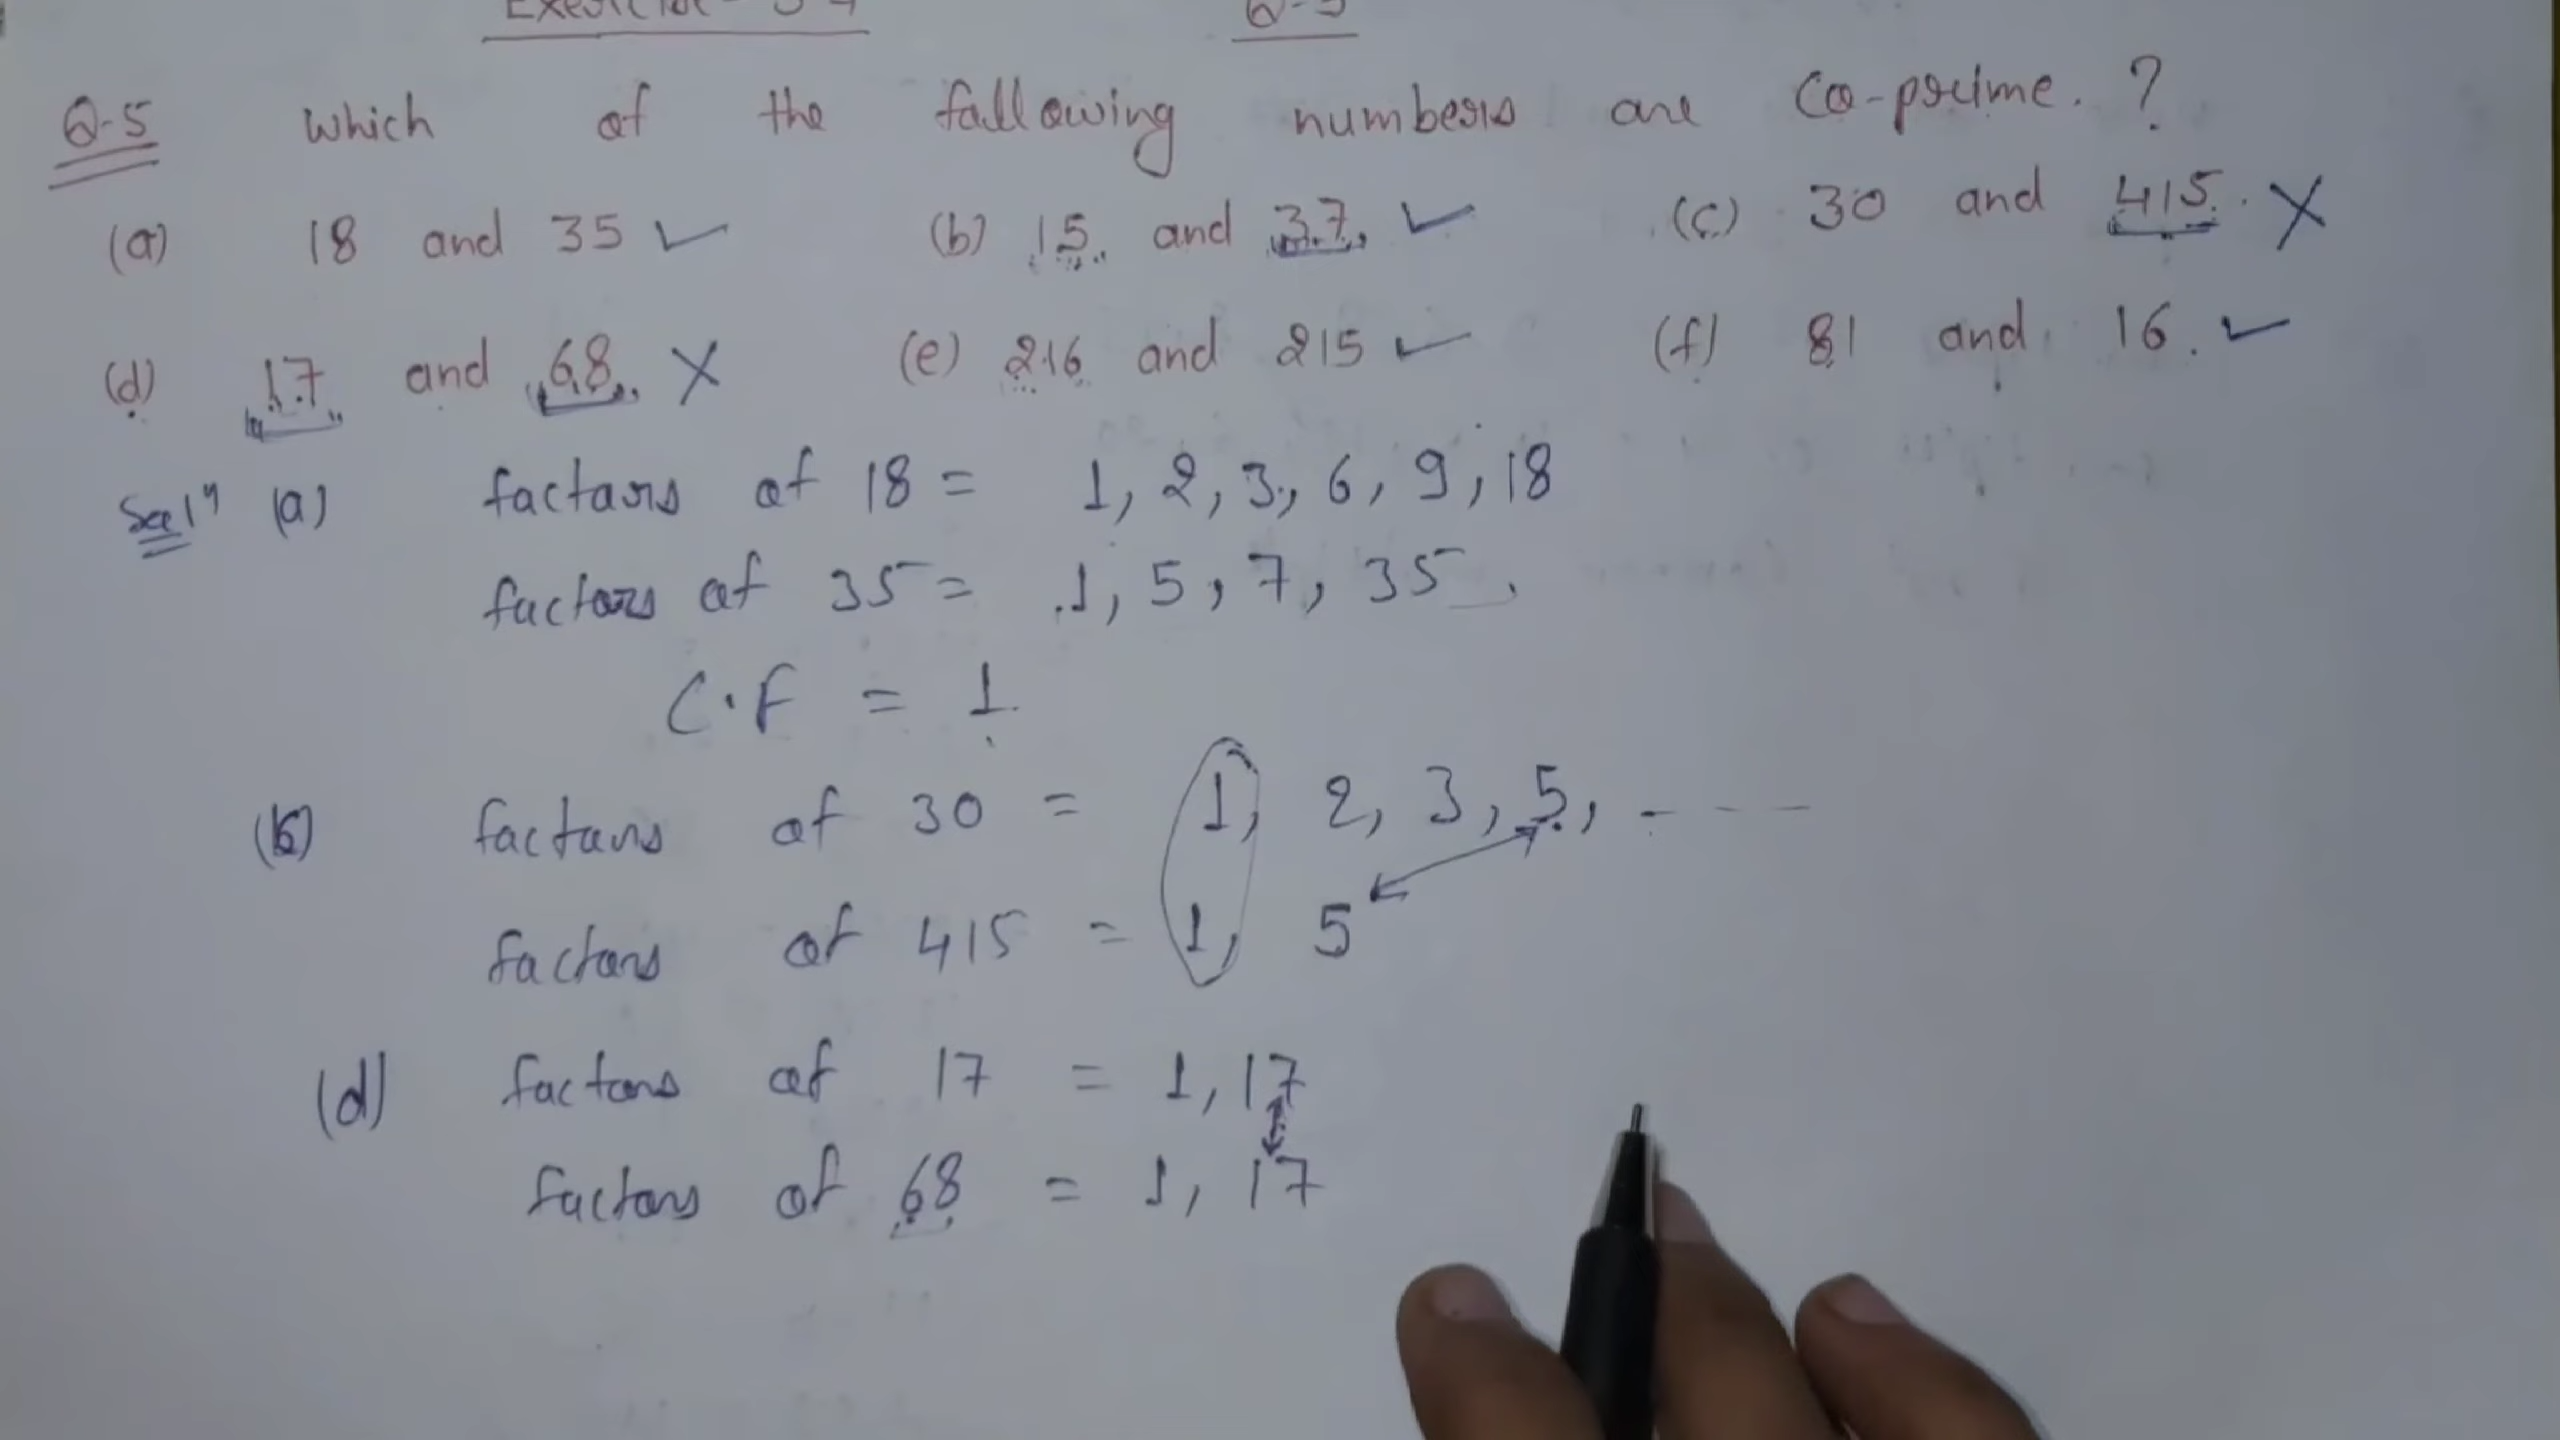 Q-5 which of the following numbers are co-prime. ?
(a) 18 and 35 ✓ (b) 15 and 37, ✓ (c) 30 and 415. X
(d) 17 and 68. X (e) 216 and 215 ✓ (f) 81 and 16. ✓
Solⁿ (a) factors of 18 = 1, 2, 3, 6, 9, 18
factors of 35 = 1, 5, 7, 35.
C.F = 1
factors of 30 = 1, 2, 3, 5, - - - -
factors of 415 = 1, 5
(d) factors of 17 = 1, 17
factors of 68 = 1, 17